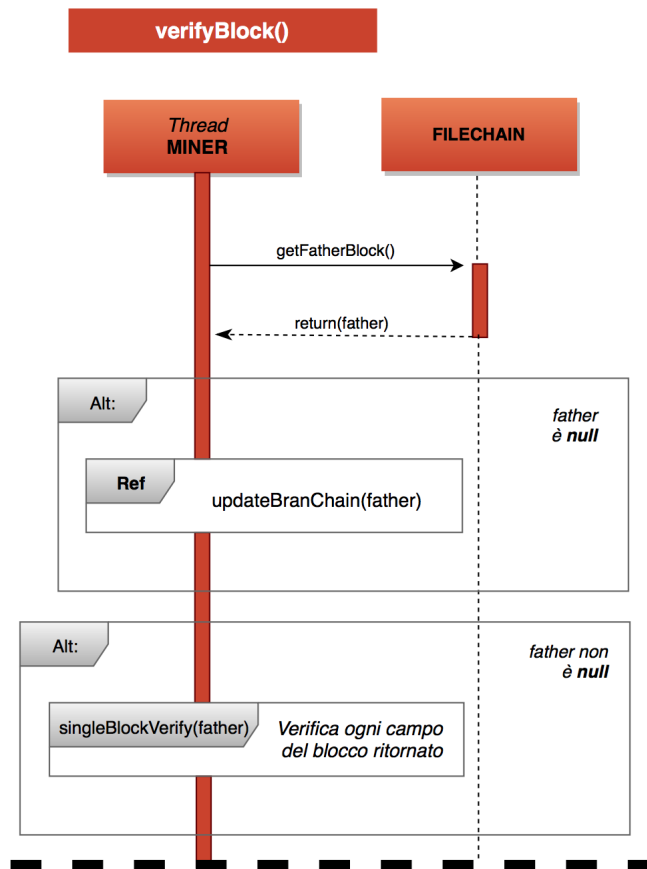 verifyBlock()
Thread
MINER
FILECHAIN
getFatherBlock()
return(father)
Alt:
father
è null
Ref
updateBranChain(father)
Alt:
father non
è null
singleBlockVerify(father)
Verifica ogni campo
del blocco ritornato